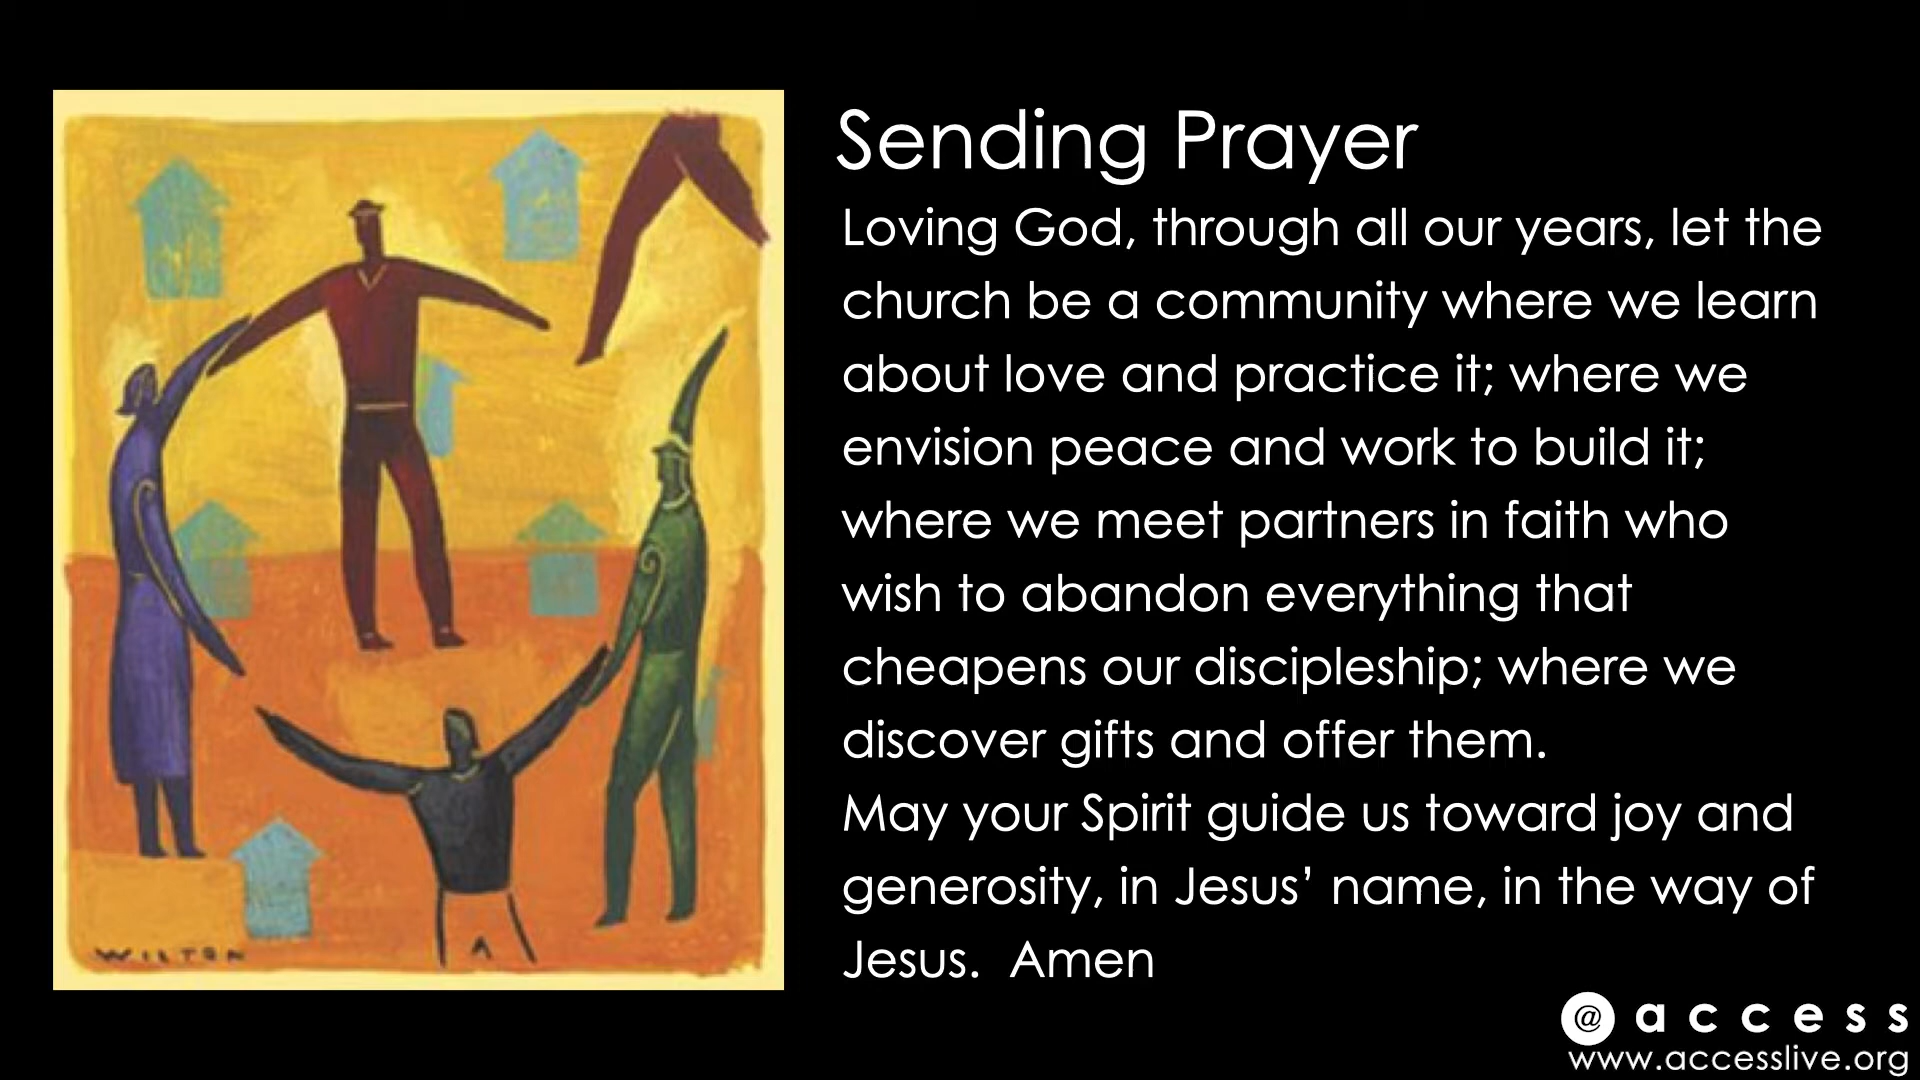 Sending Prayer
Loving God, through all our years, let the
church be a community where we learn
about love and practice it; where we
envision peace and work to build it;
where we meet partners in faith who
wish to abandon everything that
cheapens our discipleship; where we
discover gifts and offer them.
May your Spirit guide us toward joy and
generosity, in Jesus’ name, in the way of
Jesus.  Amen
WILTON
@ access
www.accesslive.org